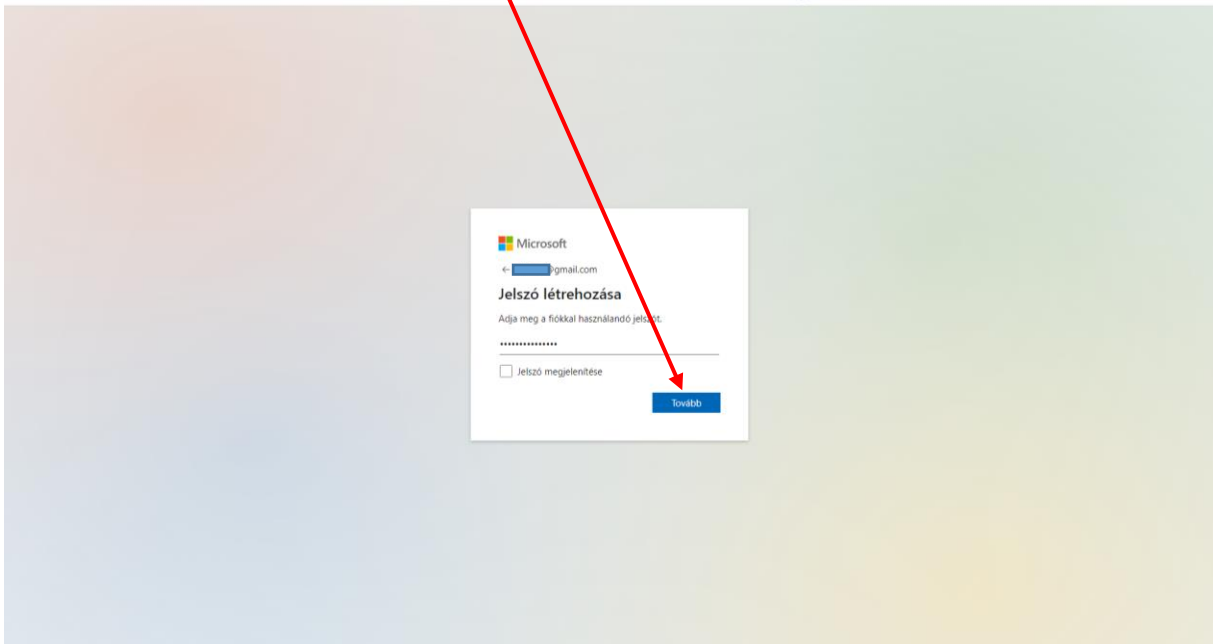 Microsoft
← @gmail.com
Jelszó létrehozása
Adja meg a fiókkal használandó jelszót.
•••••••••••••••
Jelszó megjelenítése
Tovább